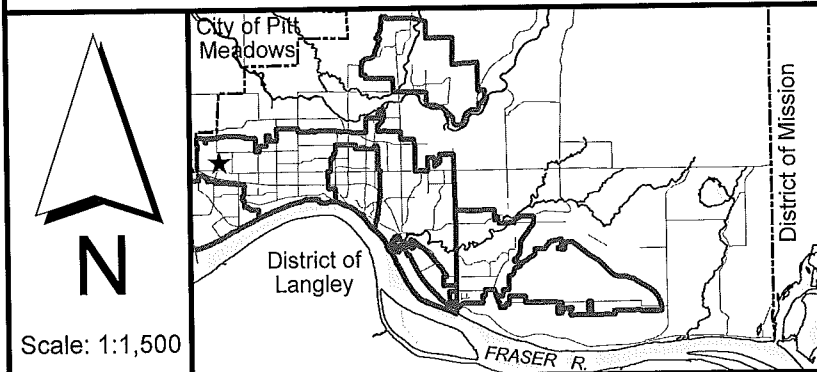 City of Pitt
Meadows
N
Scale: 1:1,500
District of
Langley
FRASER R.
District of Mission